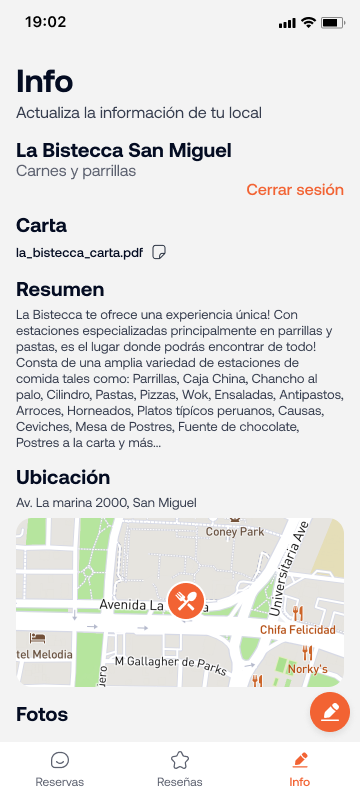 19:02
Info
Actualiza la información de tu local
La Bistecca San Miguel
Carnes y parrillas
Cerrar sesión
Carta
la_bistecca_carta.pdf
Resumen
La Bistecca te ofrece una experiencia única! Con
estaciones especializadas principalmente en parrillas y
pastas, es el lugar donde podrás encontrar de todo!
Consta de una amplia variedad de estaciones de
comida tales como: Parrillas, Caja China, Chancho al
palo, Cilindro, Pastas, Pizzas, Wok, Ensaladas, Antipastos,
Arroces, Horneados, Platos típícos peruanos, Causas,
Ceviches, Mesa de Postres, Fuente de chocolate,
Postres a la carta y más...
Ubicación
Av. La marina 2000, San Miguel
Coney Park
Universitaria Ave
Avenida La
a
Chifa Felicidad
tel Melodia
M Gallagher de Parks
Norky's
uero
Fotos
Reservas
Reseñas
Info